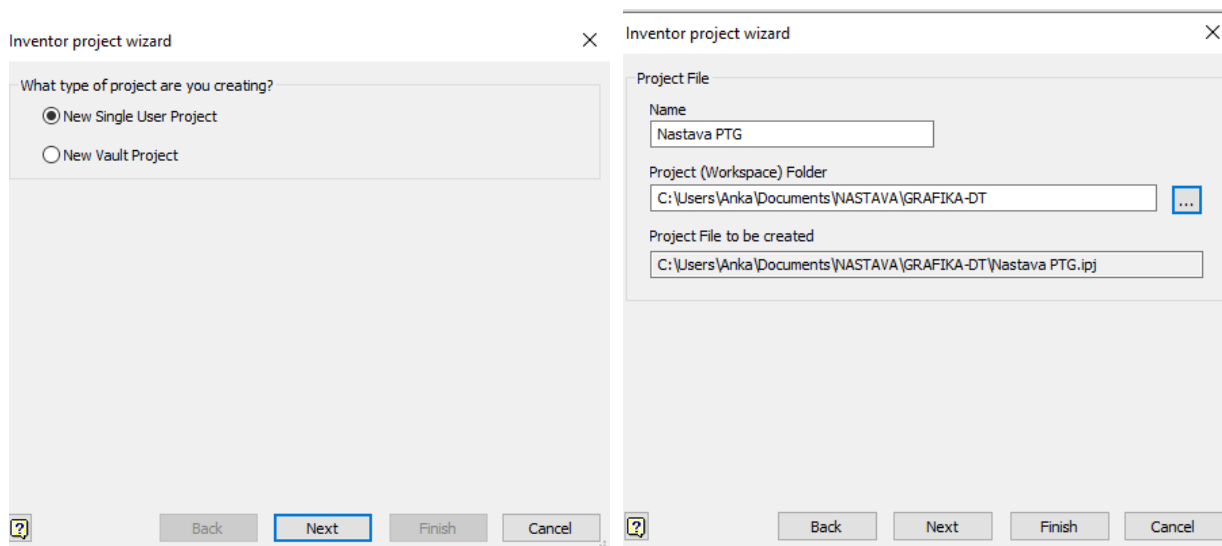 Inventor project wizard
What type of project are you creating?
New Single User Project
New Vault Project
Back Next Finish Cancel
Inventor project wizard
Project File
Name
Nastava PTG
Project (Workspace) Folder
C:\Users\Anka\Documents\NASTAVA\GRAFIKA-DT
...
Project File to be created
C:\Users\Anka\Documents\NASTAVA\GRAFIKA-DT\Nastava PTG.ipj
Back Next Finish Cancel